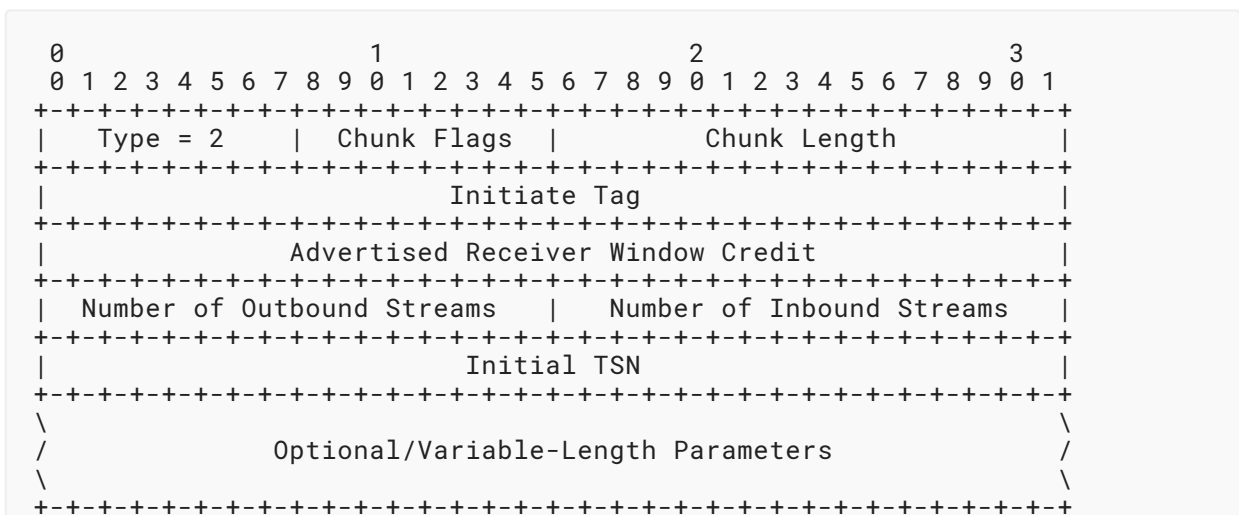 0                   1                   2                   3
 0 1 2 3 4 5 6 7 8 9 0 1 2 3 4 5 6 7 8 9 0 1 2 3 4 5 6 7 8 9 0 1
+-+-+-+-+-+-+-+-+-+-+-+-+-+-+-+-+-+-+-+-+-+-+-+-+-+-+-+-+-+-+-+-+
|   Type = 2    |  Chunk Flags  |         Chunk Length          |
+-+-+-+-+-+-+-+-+-+-+-+-+-+-+-+-+-+-+-+-+-+-+-+-+-+-+-+-+-+-+-+-+
|                         Initiate Tag                          |
+-+-+-+-+-+-+-+-+-+-+-+-+-+-+-+-+-+-+-+-+-+-+-+-+-+-+-+-+-+-+-+-+
|               Advertised Receiver Window Credit               |
+-+-+-+-+-+-+-+-+-+-+-+-+-+-+-+-+-+-+-+-+-+-+-+-+-+-+-+-+-+-+-+-+
|  Number of Outbound Streams   |   Number of Inbound Streams   |
+-+-+-+-+-+-+-+-+-+-+-+-+-+-+-+-+-+-+-+-+-+-+-+-+-+-+-+-+-+-+-+-+
|                          Initial TSN                          |
+-+-+-+-+-+-+-+-+-+-+-+-+-+-+-+-+-+-+-+-+-+-+-+-+-+-+-+-+-+-+-+-+
\                                                               \
/              Optional/Variable-Length Parameters              /
\                                                               \
+-+-+-+-+-+-+-+-+-+-+-+-+-+-+-+-+-+-+-+-+-+-+-+-+-+-+-+-+-+-+-+-+